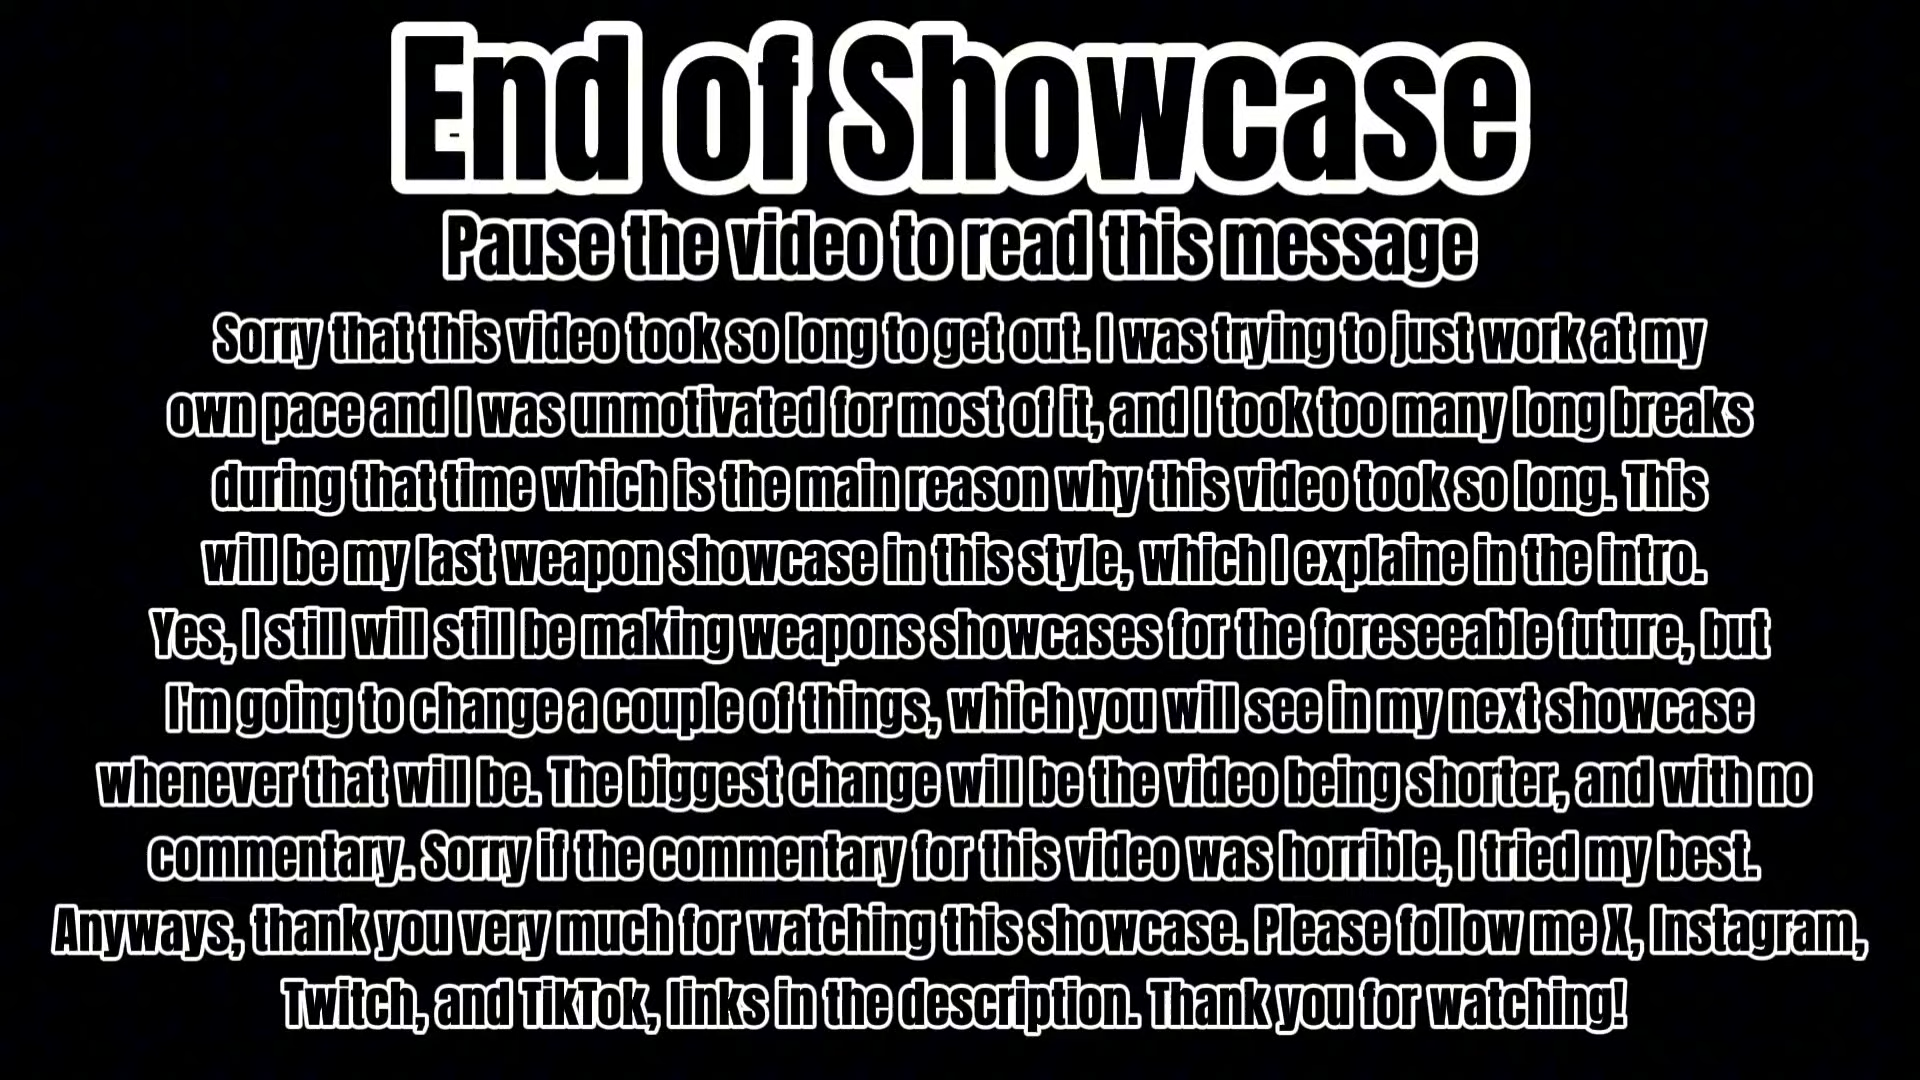 End of Showcase
Pause the video to read this message
Sorry that this video took so long to get out. I was trying to just work at my
own pace and I was unmotivated for most of it, and I took too many long breaks
during that time which is the main reason why this video took so long. This
will be my last weapon showcase in this style, which I explaine in the intro.
Yes, I still will still be making weapons showcases for the foreseeable future, but
I'm going to change a couple of things, which you will see in my next showcase
whenever that will be. The biggest change will be the video being shorter, and with no
commentary. Sorry if the commentary for this video was horrible, I tried my best.
Anyways, thank you very much for watching this showcase. Please follow me X, Instagram,
Twitch, and TikTok, links in the description. Thank you for watching!